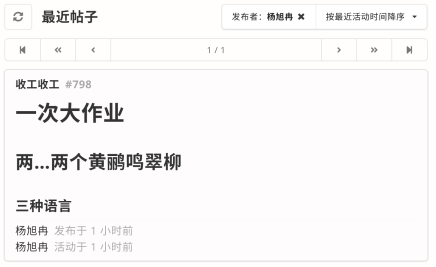 最近帖子
发布者：杨旭冉 ✖ 按最近活动时间降序
1 / 1
收工收工 #798
一次大作业
两...两个黄鹂鸣翠柳
三种语言
杨旭冉 发布于 1 小时前
杨旭冉 活动于 1 小时前